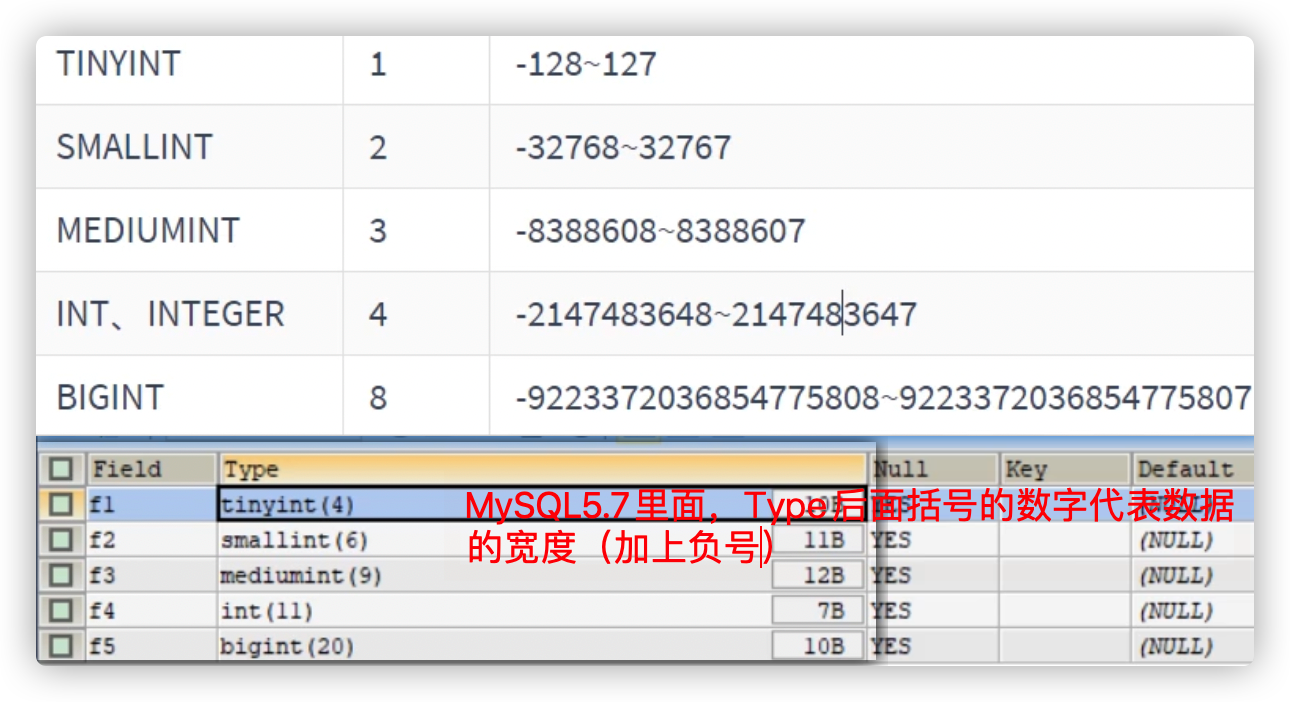 TINYINT 1 -128~127
SMALLINT 2 -32768~32767
MEDIUMINT 3 -8388608~8388607
INT、INTEGER 4 -2147483648~2147483647
BIGINT 8 -9223372036854775808~9223372036854775807
Field Type Null Key Default
f1 tinyint(4) 10B YES (NULL)
MySQL5.7里面，Type后面括号的数字代表数据
的宽度（加上负号）
f2 smallint(6) 11B YES (NULL)
f3 mediumint(9) 12B YES (NULL)
f4 int(11) 7B YES (NULL)
f5 bigint(20) 10B YES (NULL)